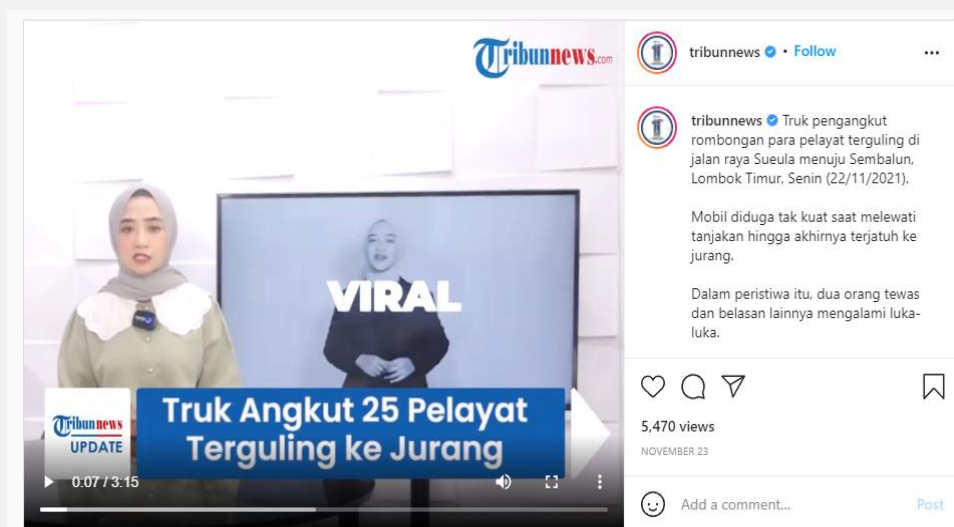 Tribunnews.com
VIRAL
Tribunnews
UPDATE
Truk Angkut 25 Pelayat
Terguling ke Jurang
0:07 / 3:15
tribunnews • Follow
tribunnews Truk pengangkut
rombongan para pelayat terguling di
jalan raya Sueula menuju Sembalun,
Lombok Timur, Senin (22/11/2021).
Mobil diduga tak kuat saat melewati
tanjakan hingga akhirnya terjatuh ke
jurang.
Dalam peristiwa itu, dua orang tewas
dan belasan lainnya mengalami luka-
luka.
5,470 views
NOVEMBER 23
Add a comment...
Post